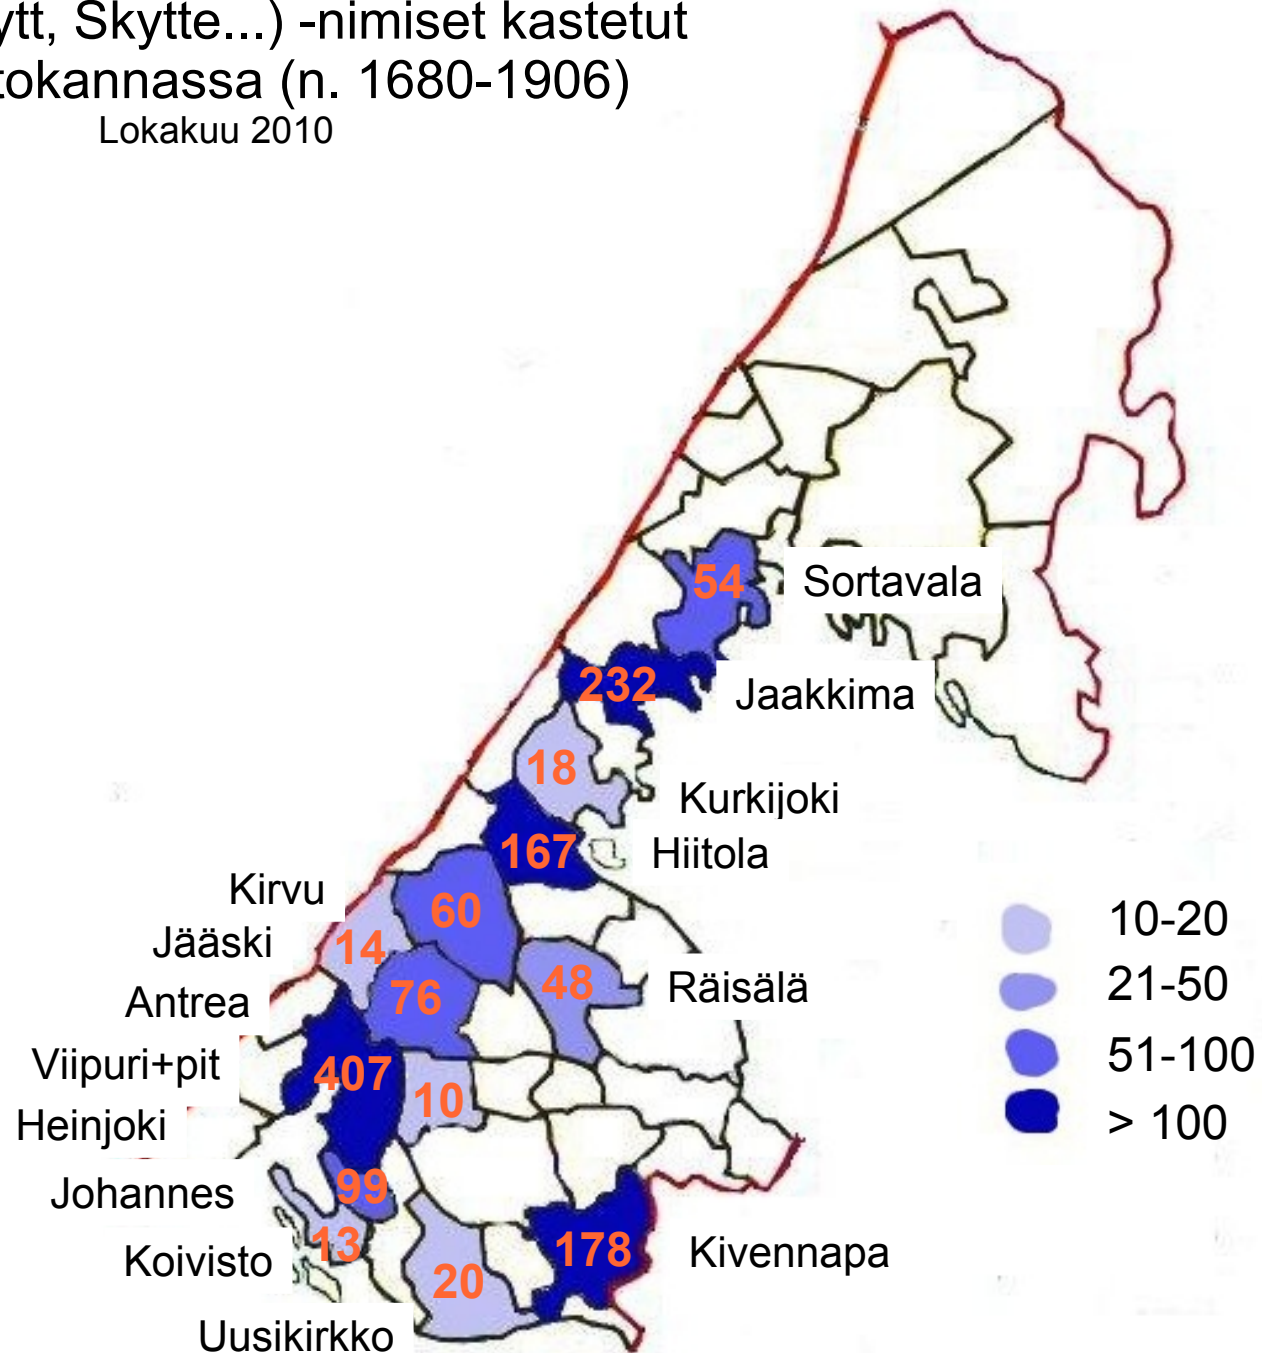 ytt, Skytte...) -nimiset kastetut
tokannassa (n. 1680-1906)
Lokakuu 2010
54
Sortavala
232
Jaakkima
18
Kurkijoki
167
Hiitola
Kirvu
60
Jääski
14
Antrea
76
48
Räisälä
10-20
21-50
51-100
> 100
Viipuri+pit
407
10
Heinjoki
Johannes
99
Koivisto
13
178
Kivennapa
20
Uusikirkko